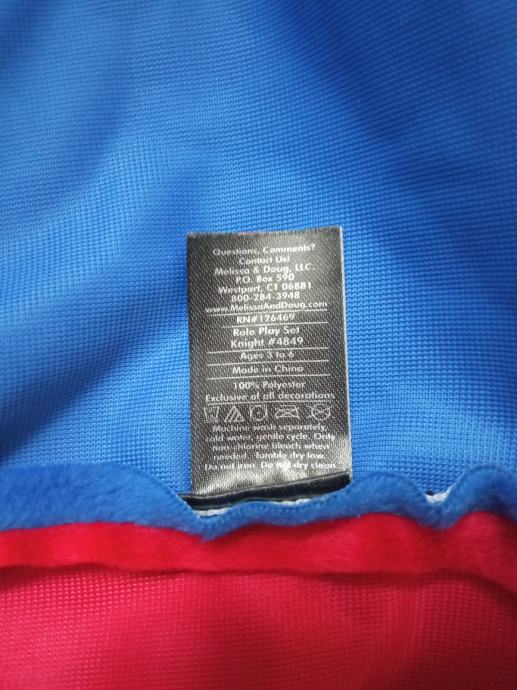 Questions, Comments?
Contact Us!
Melissa & Doug, LLC.
P.O. Box 590
Westport, CT 06881
800-284-3948
www.MelissaAndDoug.com
RN#126469
Role Play Set
Knight #4849
Ages 3 to 6
Made in China
100% Polyester
Exclusive of all decorations
Machine wash separately,
cold water, gentle cycle. Only
non-chlorine bleach when
needed. Tumble dry low.
Do not iron. Do not dry clean.